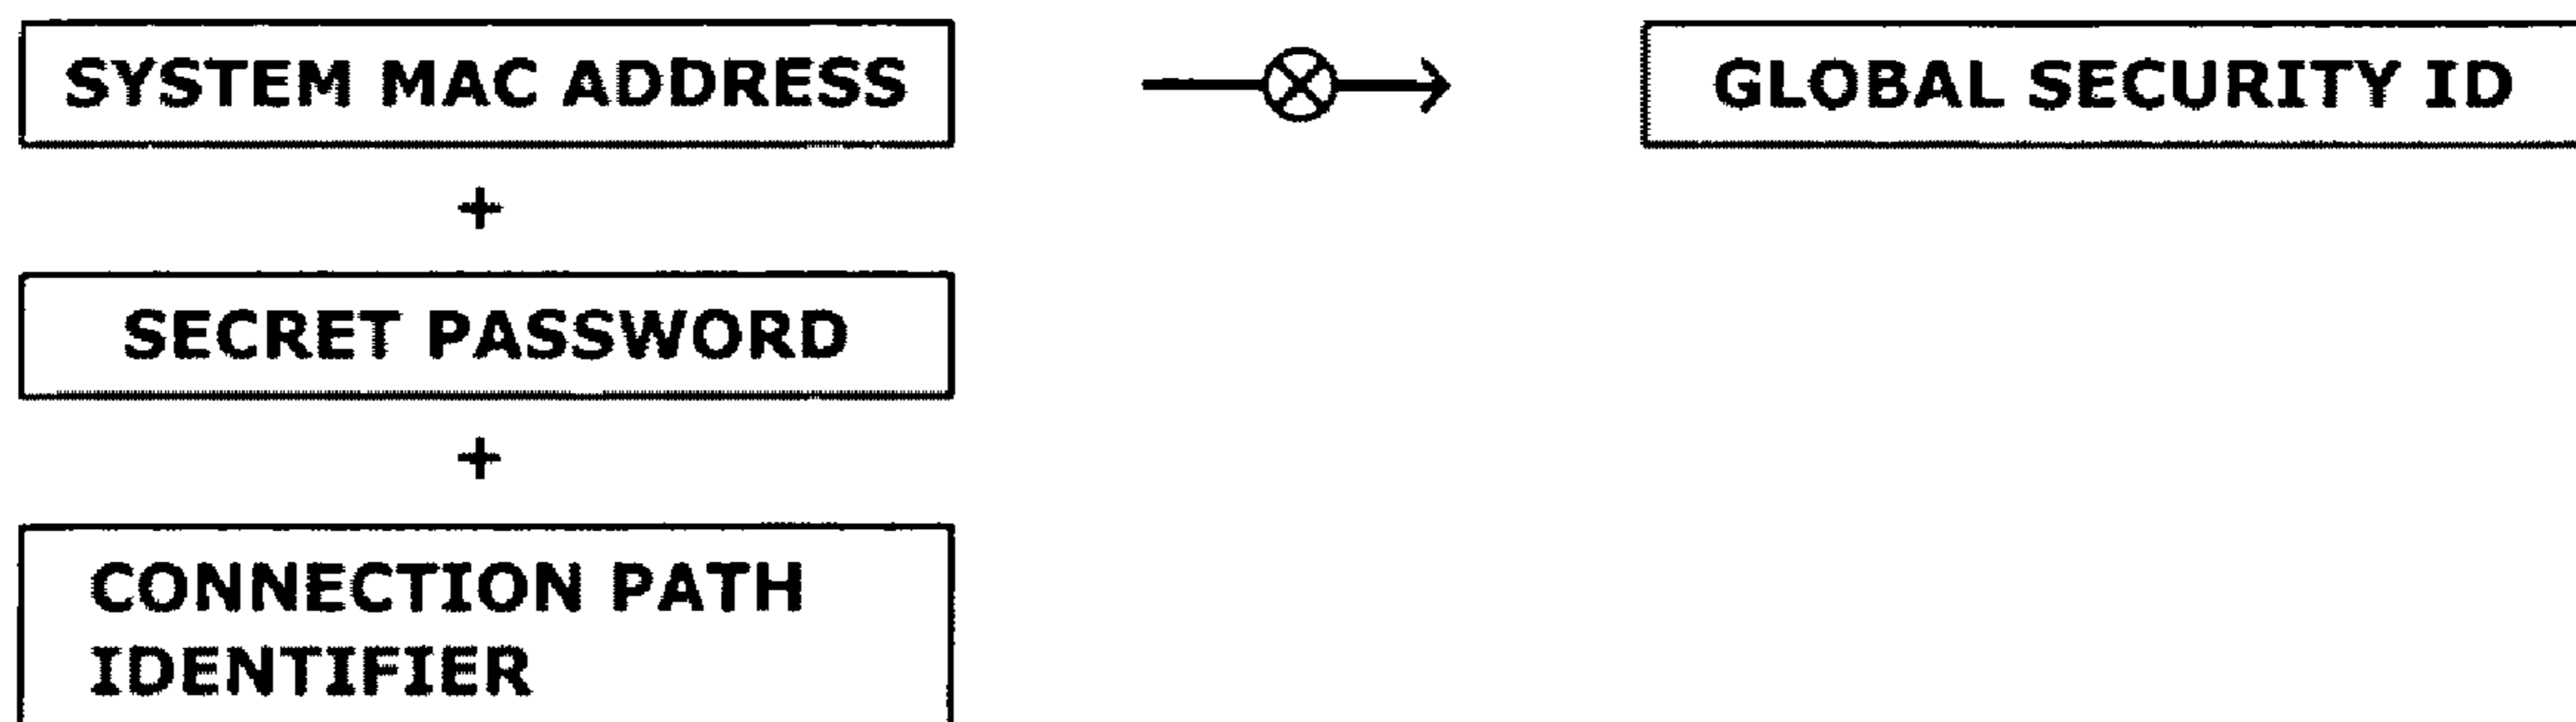 SYSTEM MAC ADDRESS
GLOBAL SECURITY ID
+
SECRET PASSWORD
+
CONNECTION PATH
IDENTIFIER